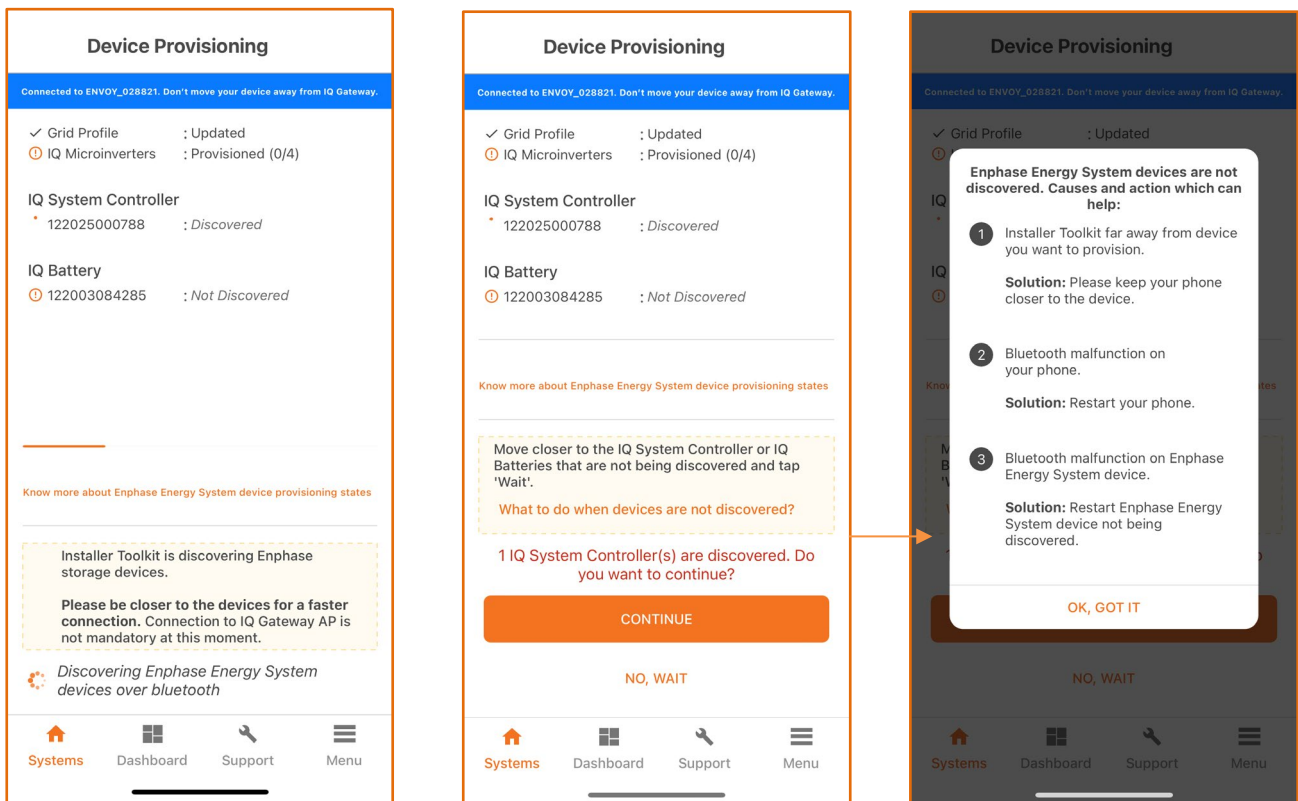 Device Provisioning
Connected to ENVOY_028821. Don't move your device away from IQ Gateway.
Grid Profile : Updated
IQ Microinverters : Provisioned (0/4)
IQ System Controller
122025000788 : Discovered
IQ Battery
122003084285 : Not Discovered
Know more about Enphase Energy System device provisioning states
Installer Toolkit is discovering Enphase
storage devices.
Please be closer to the devices for a faster
connection. Connection to IQ Gateway AP is
not mandatory at this moment.
Discovering Enphase Energy System
devices over bluetooth
Systems Dashboard Support Menu
Device Provisioning
Connected to ENVOY_028821. Don't move your device away from IQ Gateway.
Grid Profile : Updated
IQ Microinverters : Provisioned (0/4)
IQ System Controller
122025000788 : Discovered
IQ Battery
122003084285 : Not Discovered
Know more about Enphase Energy System device provisioning states
Move closer to the IQ System Controller or IQ
Batteries that are not being discovered and tap
'Wait'.
What to do when devices are not discovered?
1 IQ System Controller(s) are discovered. Do
you want to continue?
CONTINUE
NO, WAIT
Systems Dashboard Support Menu
Device Provisioning
Connected to ENVOY_028821. Don't move your device away from IQ Gateway.
Grid Profile : Updated
Enphase Energy System devices are not
discovered. Causes and action which can
help:
1 Installer Toolkit far away from device
you want to provision.
Solution: Please keep your phone
closer to the device.
2 Bluetooth malfunction on
your phone.
Solution: Restart your phone.
3 Bluetooth malfunction on Enphase
Energy System device.
Solution: Restart Enphase Energy
System device not being
discovered.
OK, GOT IT
NO, WAIT
Systems Dashboard Support Menu